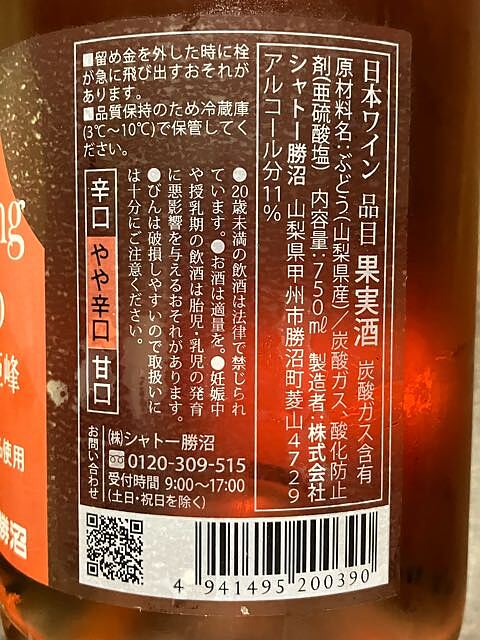 ■留め金を外した時に栓
が急に飛び出すおそれが
あります。
■品質保持のため冷蔵庫
(3℃〜10℃)で保管してく
ださい。
日本ワイン 品目 果実酒 炭酸ガス含有
原材料名：ぶどう(山梨県産)／炭酸ガス、酸化防止
剤(亜硫酸塩) 内容量：750㎖ 製造者：株式会社
シャトー勝沼 山梨県甲州市勝沼町菱山4729
アルコール分11％
●20歳未満の飲酒は法律で禁じられ
ています。●お酒は適量を。●妊娠中
や授乳期の飲酒は胎児・乳児の発育
に悪影響を与えるおそれがあります。
●びんは破損しやすいので取扱いに
は十分にご注意ください。
辛口 やや辛口 甘口
お問い合わせ
㈱シャトー勝沼
0120-309-515
受付時間 9:00〜17:00
(土日・祝日を除く)
4 941495 200390
ng
峰
使用
勝沼